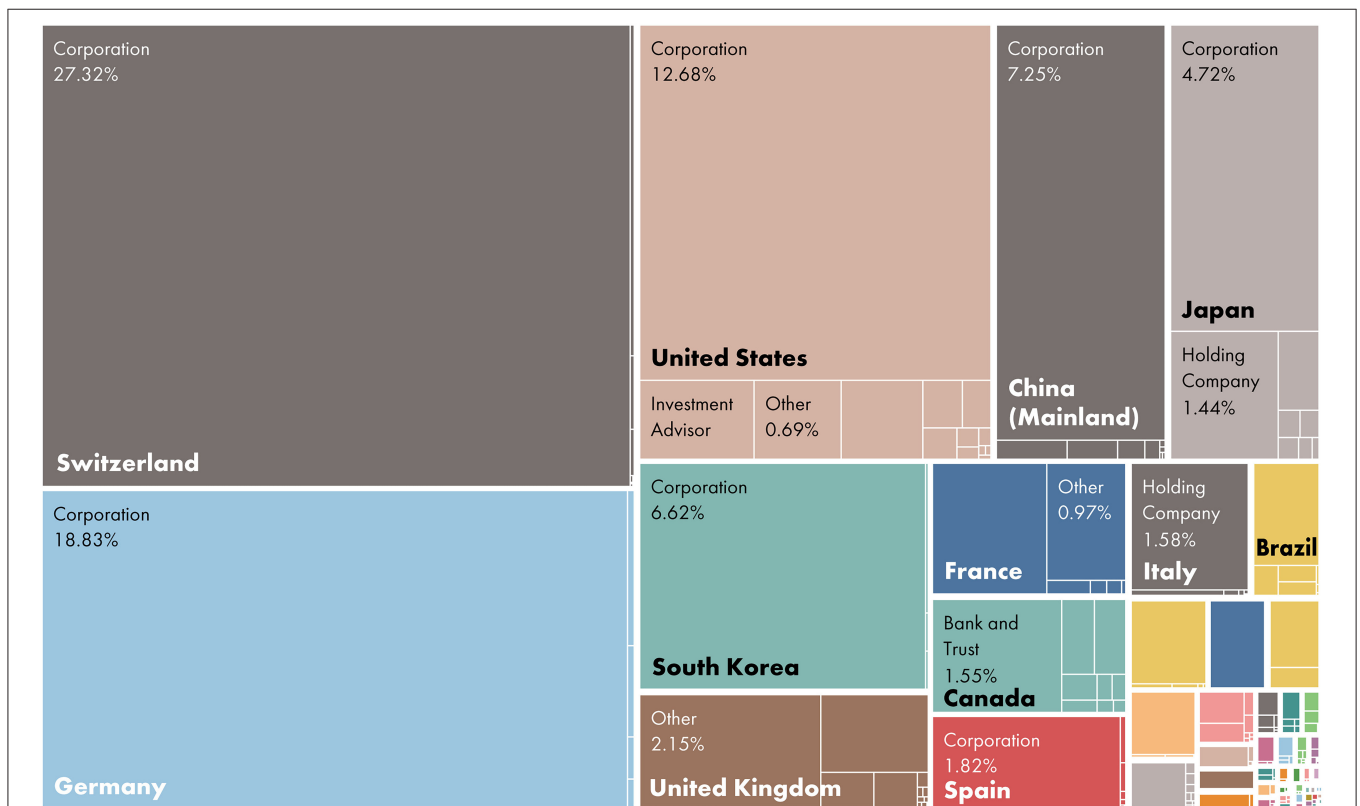 Corporation
27.32%
Switzerland
Corporation
18.83%
Germany
Corporation
12.68%
United States
Investment
Advisor
Other
0.69%
Corporation
7.25%
China
(Mainland)
Corporation
4.72%
Japan
Holding
Company
1.44%
Corporation
6.62%
South Korea
Other
2.15%
United Kingdom
France
Other
0.97%
Bank and
Trust
1.55%
Canada
Corporation
1.82%
Spain
Holding
Company
1.58%
Italy
Brazil